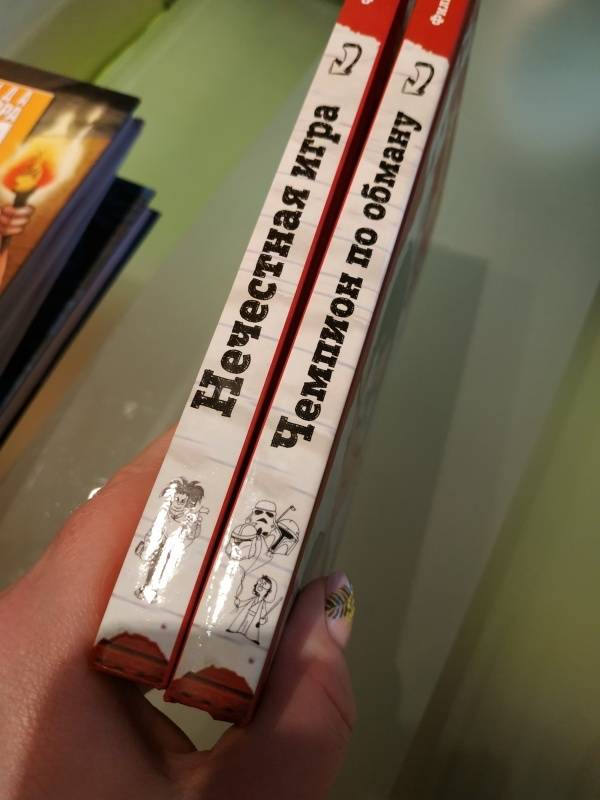 Нечестная игра
Чемпион по обману